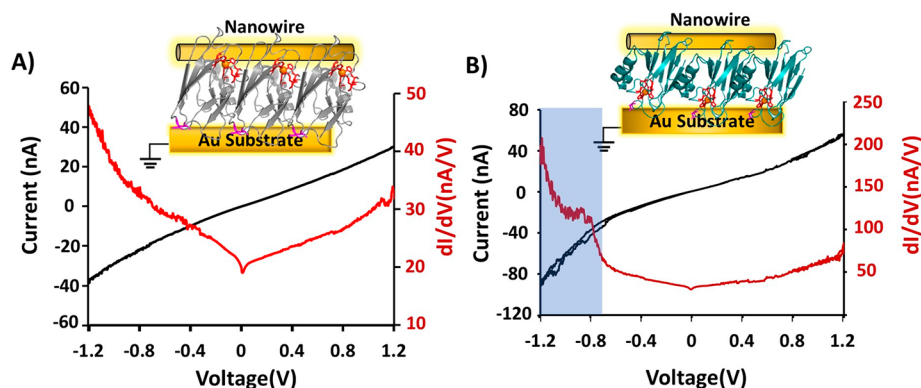 A)
Nanowire
Au Substrate
Current (nA)
60
40
20
0
-20
-40
-60
50
40
30
20
10
dI/dV(nA/V)
-1.2 -0.8 -0.4 0 0.4 0.8 1.2
Voltage(V)
B)
Nanowire
Au Substrate
Current (nA)
80
40
0
-40
-80
-120
250
200
150
100
50
dI/dV(nA/V)
-1.2 -0.8 -0.4 0 0.4 0.8 1.2
Voltage(V)